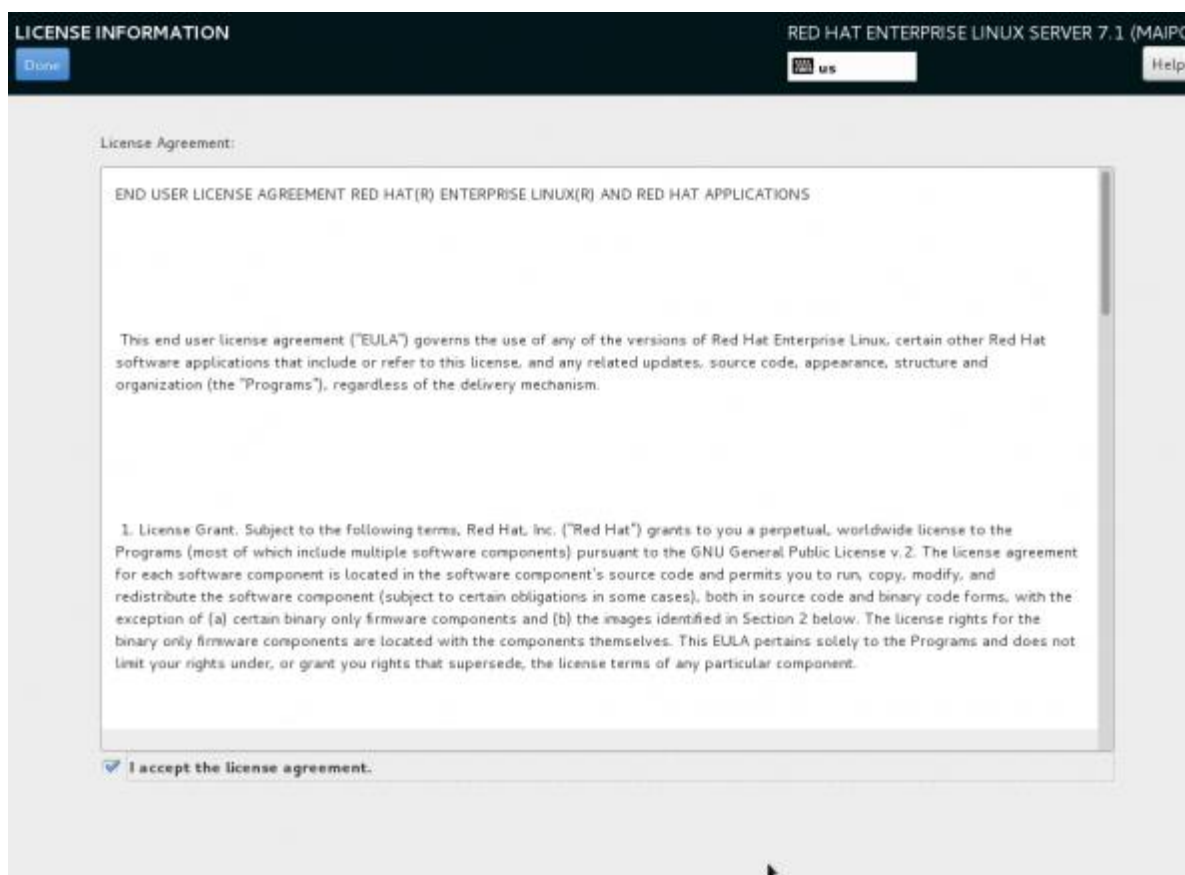 LICENSE INFORMATION
RED HAT ENTERPRISE LINUX SERVER 7.1 (MAIPO
Done
us
Help
License Agreement:
END USER LICENSE AGREEMENT RED HAT(R) ENTERPRISE LINUX(R) AND RED HAT APPLICATIONS
This end user license agreement ("EULA") governs the use of any of the versions of Red Hat Enterprise Linux, certain other Red Hat
software applications that include or refer to this license, and any related updates, source code, appearance, structure and
organization (the "Programs"), regardless of the delivery mechanism.
1. License Grant. Subject to the following terms, Red Hat, Inc. ("Red Hat") grants to you a perpetual, worldwide license to the
Programs (most of which include multiple software components) pursuant to the GNU General Public License v.2. The license agreement
for each software component is located in the software component's source code and permits you to run, copy, modify, and
redistribute the software component (subject to certain obligations in some cases), both in source code and binary code forms, with the
exception of (a) certain binary only firmware components and (b) the images identified in Section 2 below. The license rights for the
binary only firmware components are located with the components themselves. This EULA pertains solely to the Programs and does not
limit your rights under, or grant you rights that supersede, the license terms of any particular component.
I accept the license agreement.